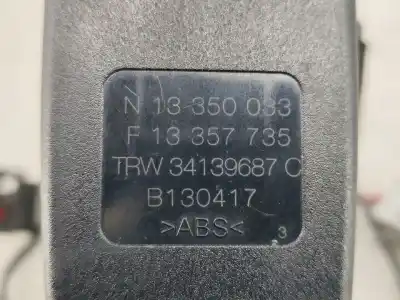 N 13 350 033
F 13 357 735
TRW 34139687 C
B130417
>ABS<
3